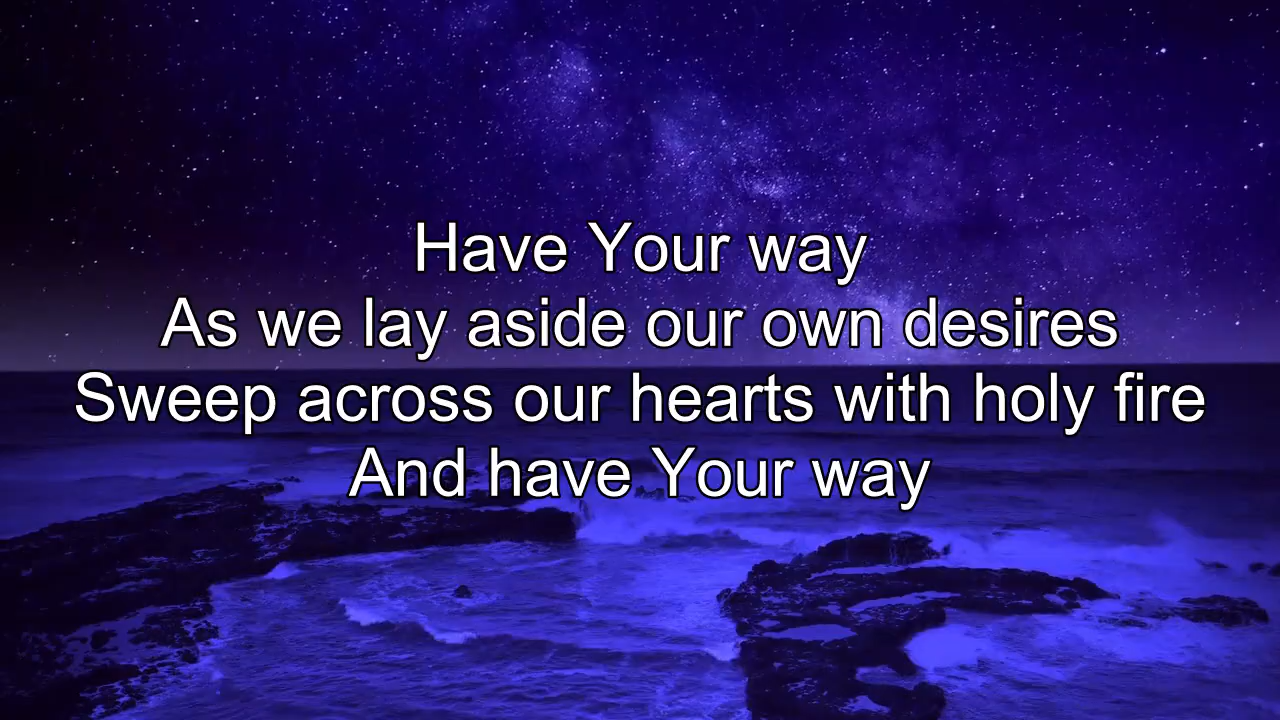 Have Your way
As we lay aside our own desires
Sweep across our hearts with holy fire
And have Your way